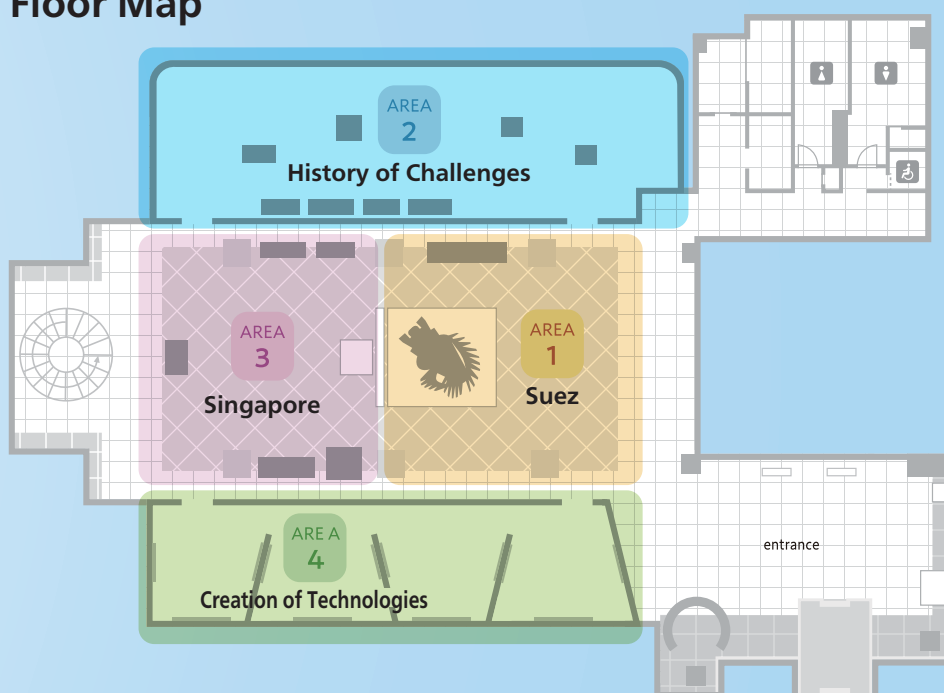 Floor Map
AREA
2
History of Challenges
AREA
3
Singapore
AREA
1
Suez
ARE A
4
Creation of Technologies
entrance